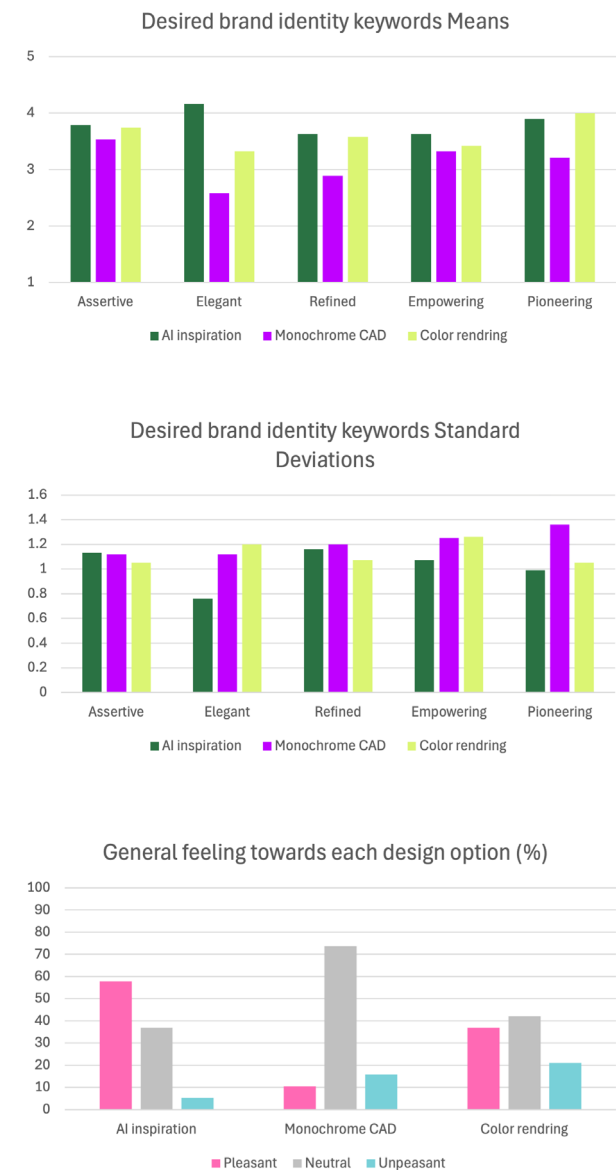 Desired brand identity keywords Means
5
4
3
2
1
Assertive Elegant Refined Empowering Pioneering
AI inspiration Monochrome CAD Color rendring
Desired brand identity keywords Standard
Deviations
1.6
1.4
1.2
1
0.8
0.6
0.4
0.2
0
Assertive Elegant Refined Empowering Pioneering
AI inspiration Monochrome CAD Color rendring
General feeling towards each design option (%)
100
90
80
70
60
50
40
30
20
10
0
AI inspiration Monochrome CAD Color rendring
Pleasant Neutral Unpeasant